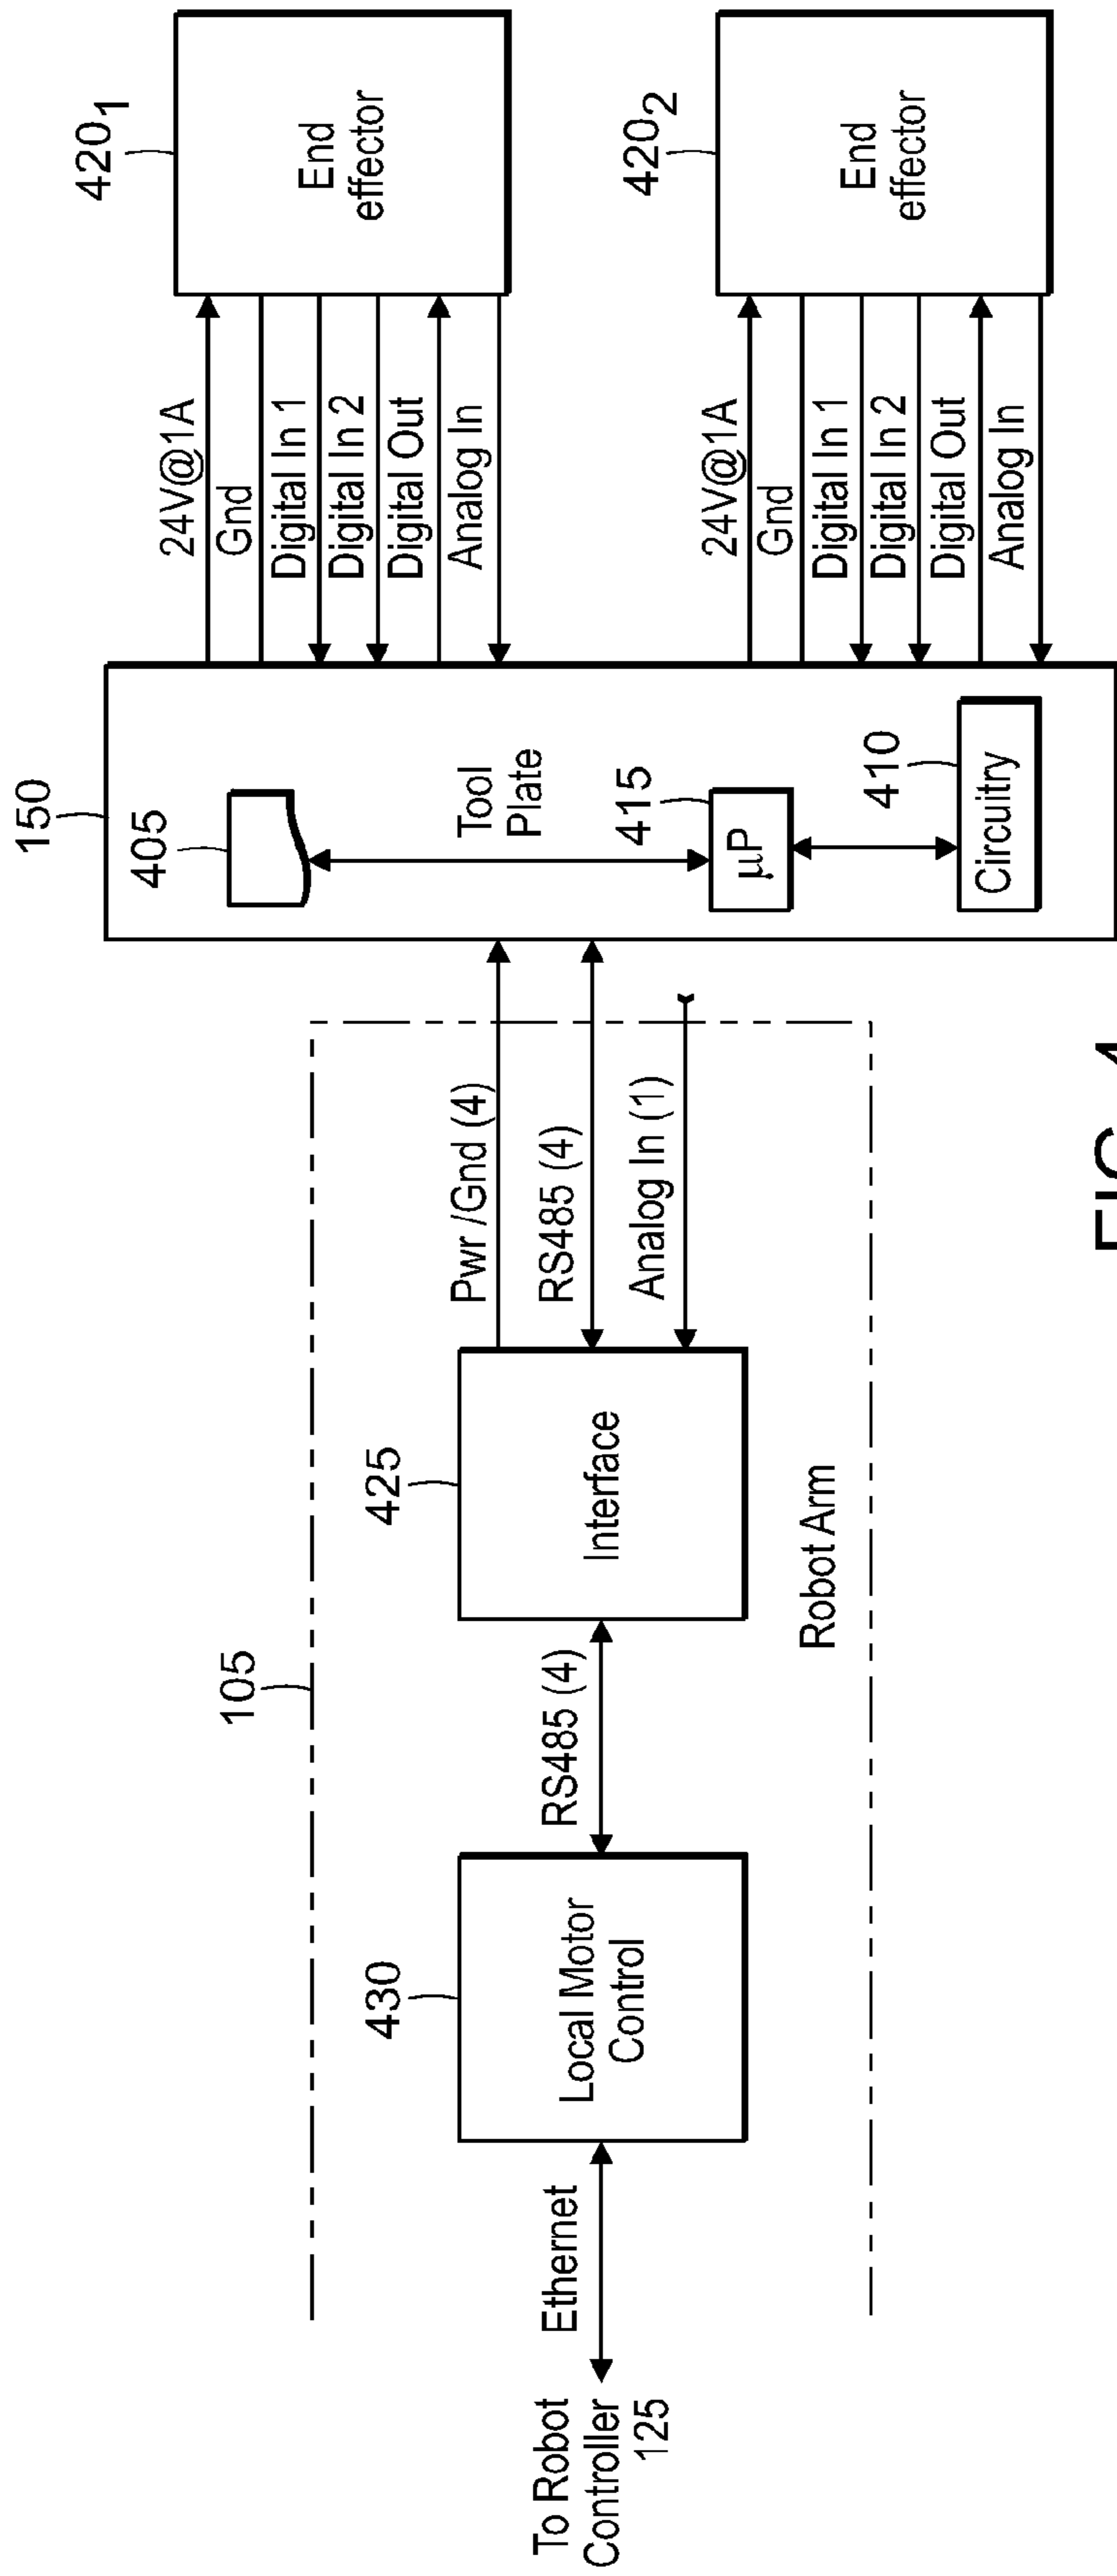 To Robot
Controller
125
Ethernet
105
430
Local Motor
Control
RS485 (4)
425
Interface
Robot Arm
Pwr /Gnd (4)
RS485 (4)
Analog In (1)
150
405
Tool
Plate
415
µP
410
Circuitry
24V@1A
Gnd
Digital In 1
Digital In 2
Digital Out
Analog In
420₁
End
effector
24V@1A
Gnd
Digital In 1
Digital In 2
Digital Out
Analog In
420₂
End
effector